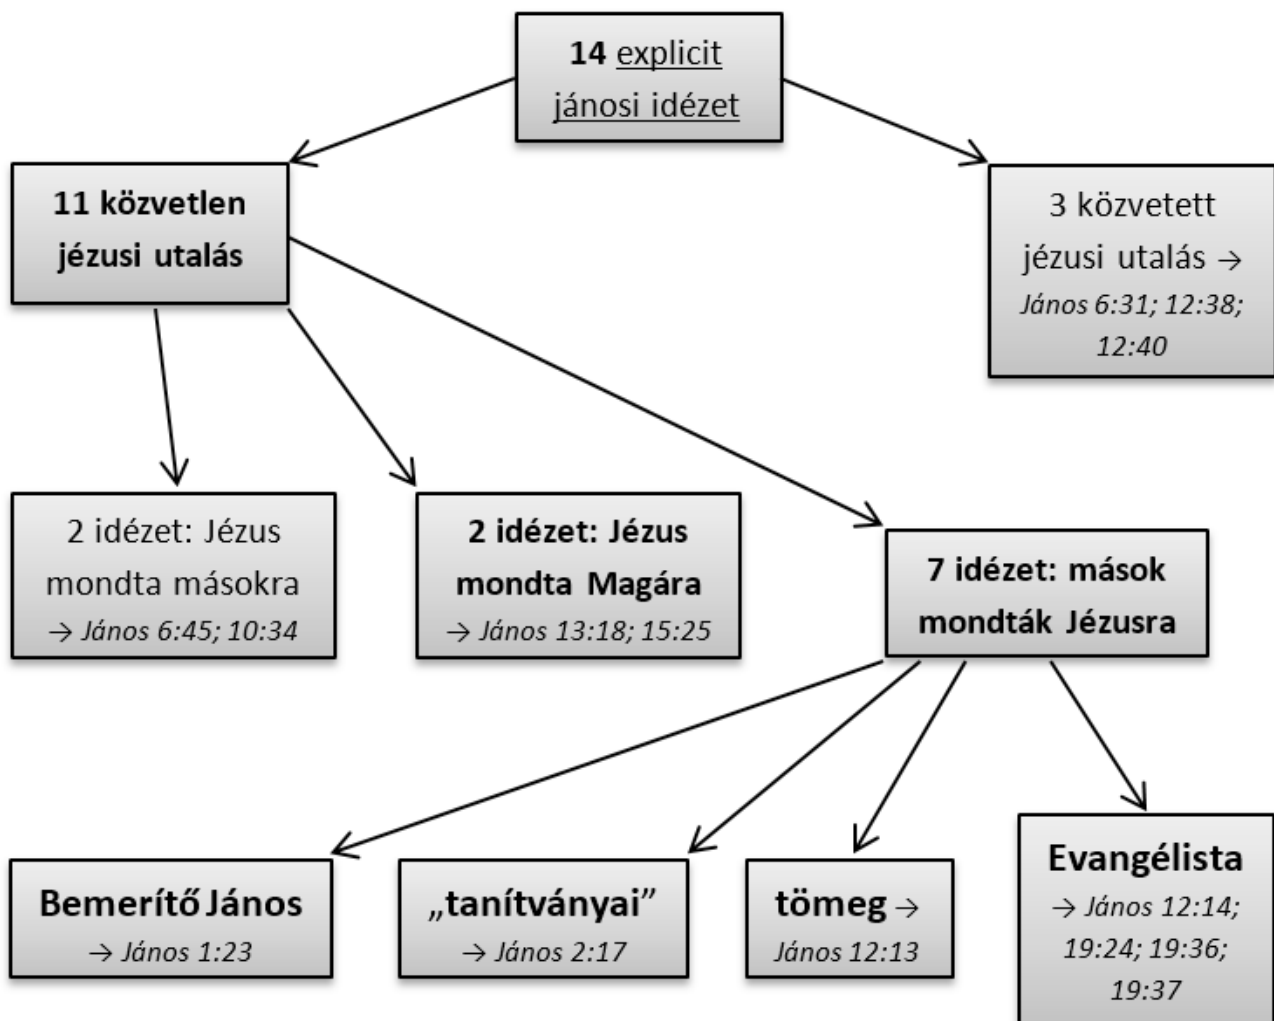 14 explicit
jánosi idézet
11 közvetlen
jézusi utalás
3 közvetett
jézusi utalás →
János 6:31; 12:38;
12:40
2 idézet: Jézus
mondta másokra
→ János 6:45; 10:34
2 idézet: Jézus
mondta Magára
→ János 13:18; 15:25
7 idézet: mások
mondták Jézusra
Bemerítő János
→ János 1:23
„tanítványai”
→ János 2:17
tömeg →
János 12:13
Evangélista
→ János 12:14;
19:24; 19:36;
19:37